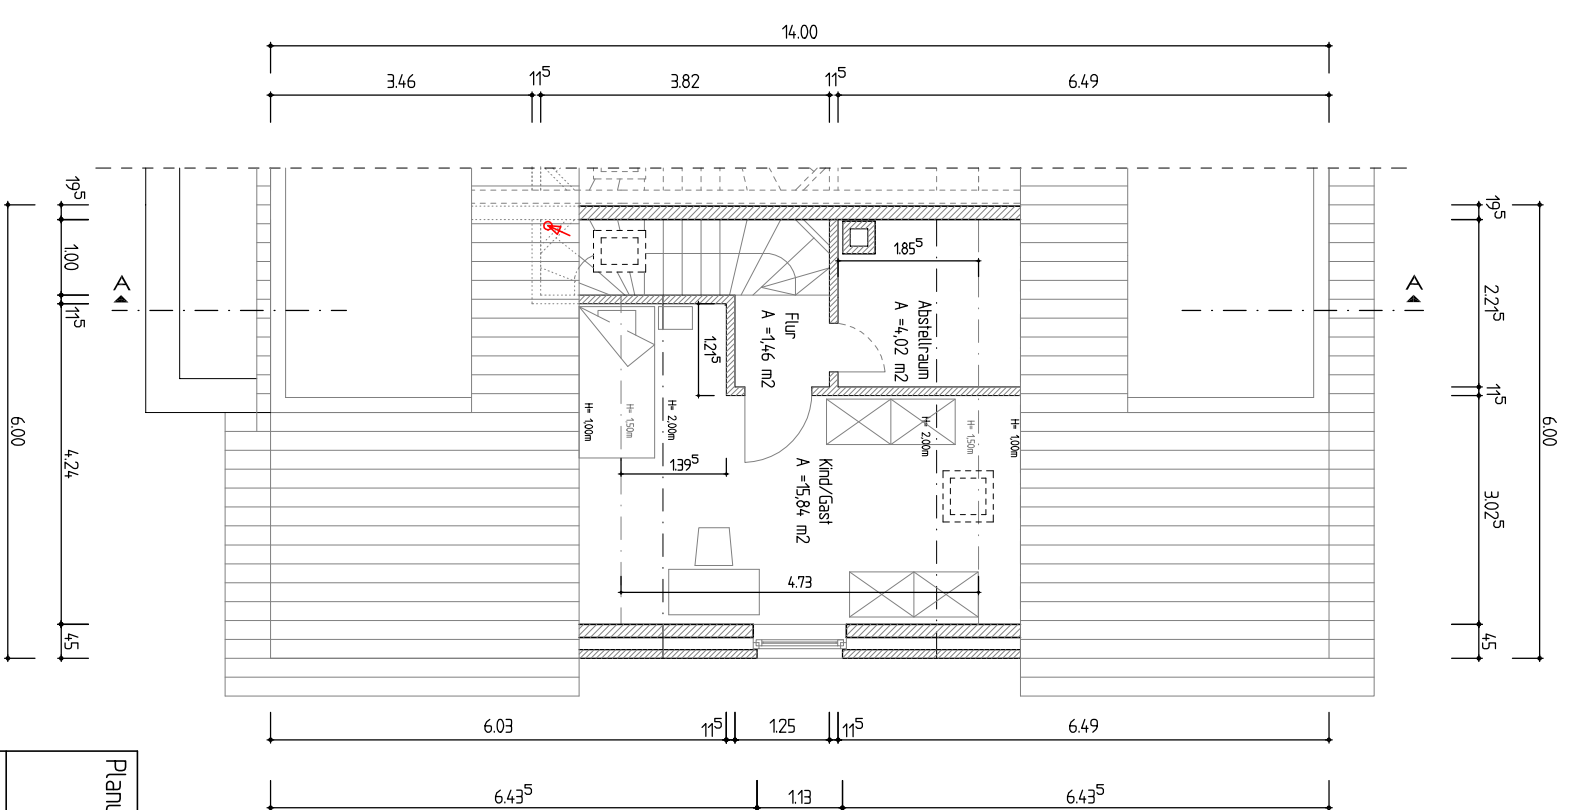 14.00
3.46
11⁵
3.82
11⁵
6.49
19⁵
1.00
11⁵
4.24
45
6.00
A
A
19⁵
2.21⁵
11⁵
3.02⁵
45
6.00
1.85⁵
Abstellraum
A =4,02 m2
Flur
A =1,46 m2
1.21⁵
H= 1,00m
H= 1,50m
H= 2,00m
H= 2,00m
H= 1,50m
H= 1,00m
1.39⁵
Kind/Gast
A =15,84 m2
4.73
6.03
11⁵
1.25
11⁵
6.49
6.43⁵
1.13
6.43⁵